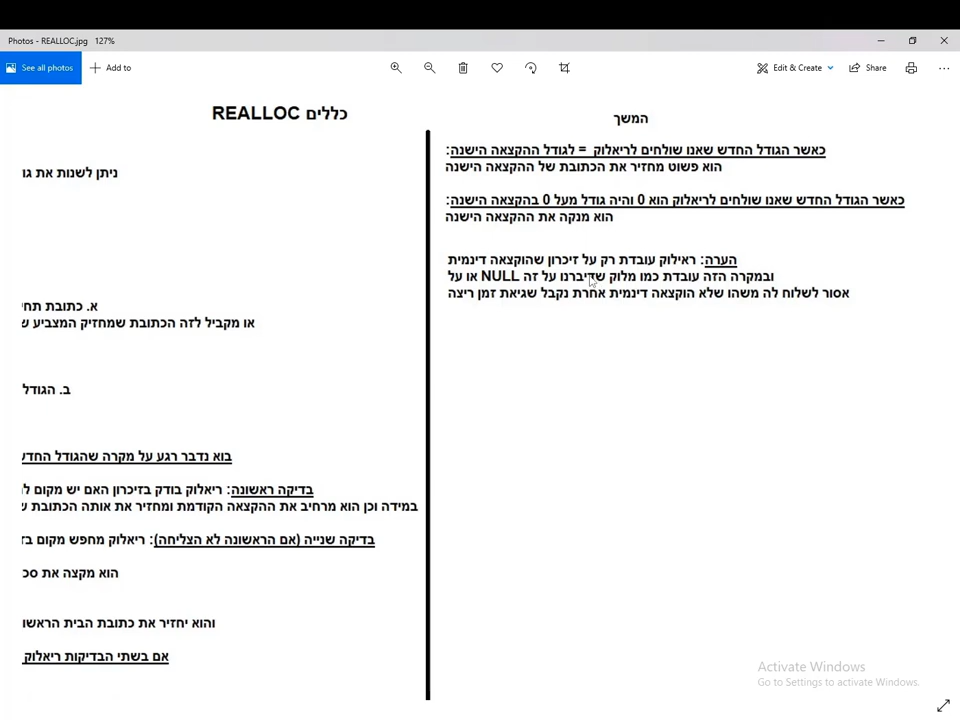 Photos - REALLOC.jpg 127%
See all photos
Add to
Edit & Create
Share
כללים REALLOC
ניתן לשנות את גו
א. כתובת תחי
או מקביל לזה הכתובת שמחזיק המצביע ש
ב. הגודל
בוא נדבר רגע על מקרה שהגודל החדש
בדיקה ראשונה: ריאלוק בודק בזיכרון האם יש מקום ל
במידה וכן הוא מרחיב את ההקצאה הקודמת ומחזיר את אותה הכתובת ש
בדיקה שנייה (אם הראשונה לא הצליחה): ריאלוק מחפש מקום בז
הוא מקצה את סכ
והוא יחזיר את כתובת הבית הראשו
אם בשתי הבדיקות ריאלוק
המשך
כאשר הגודל החדש שאנו שולחים לריאלוק = לגודל ההקצאה הישנה:
הוא פשוט מחזיר את הכתובת של ההקצאה הישנה
כאשר הגודל החדש שאנו שולחים לריאלוק הוא 0 והיה גודל מעל 0 בהקצאה הישנה:
הוא מנקה את ההקצאה הישנה
הערה: ראילוק עובדת רק על זיכרון שהוקצאה דינמית
או על NULL ובמקרה הזה עובדת כמו מלוק שדיברנו על זה
אסור לשלוח לה משהו שלא הוקצאה דינמית אחרת נקבל שגיאת זמן ריצה
Activate Windows
Go to Settings to activate Windows.